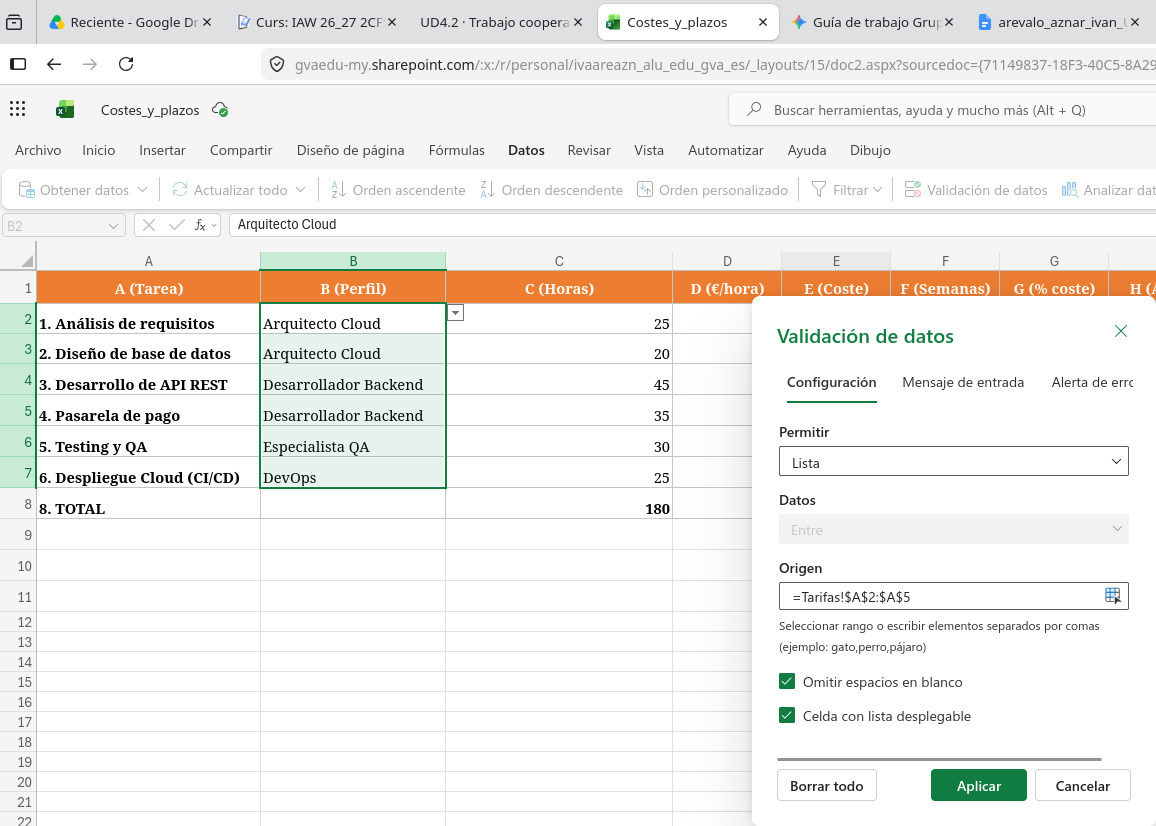 Reciente - Google Dr
Curs: IAW 26_27 2CF
UD4.2 · Trabajo coopera
Costes_y_plazos
Guía de trabajo Grup
arevalo_aznar_ivan_U
gvaedu-my.sharepoint.com/:x:/r/personal/ivaareazn_alu_edu_gva_es/_layouts/15/doc2.aspx?sourcedoc={71149837-18F3-40C5-8A29
Costes_y_plazos
Buscar herramientas, ayuda y mucho más (Alt + Q)
Archivo Inicio Insertar Compartir Diseño de página Fórmulas Datos Revisar Vista Automatizar Ayuda Dibujo
Obtener datos Actualizar todo Orden ascendente Orden descendente Orden personalizado Filtrar Validación de datos Analizar dat
B2 fx Arquitecto Cloud
A B C D E F G
1 A (Tarea) B (Perfil) C (Horas) D (€/hora) E (Coste) F (Semanas) G (% coste) H (A
2 1. Análisis de requisitos Arquitecto Cloud 25
3 2. Diseño de base de datos Arquitecto Cloud 20
4 3. Desarrollo de API REST Desarrollador Backend 45
5 4. Pasarela de pago Desarrollador Backend 35
6 5. Testing y QA Especialista QA 30
7 6. Despliegue Cloud (CI/CD) DevOps 25
8 8. TOTAL 180
9
10
11
12
13
14
15
16
17
18
19
20
21
22
Validación de datos
Configuración Mensaje de entrada Alerta de erro
Permitir
Lista
Datos
Entre
Origen
=Tarifas!$A$2:$A$5
Seleccionar rango o escribir elementos separados por comas
(ejemplo: gato,perro,pájaro)
Omitir espacios en blanco
Celda con lista desplegable
Borrar todo Aplicar Cancelar